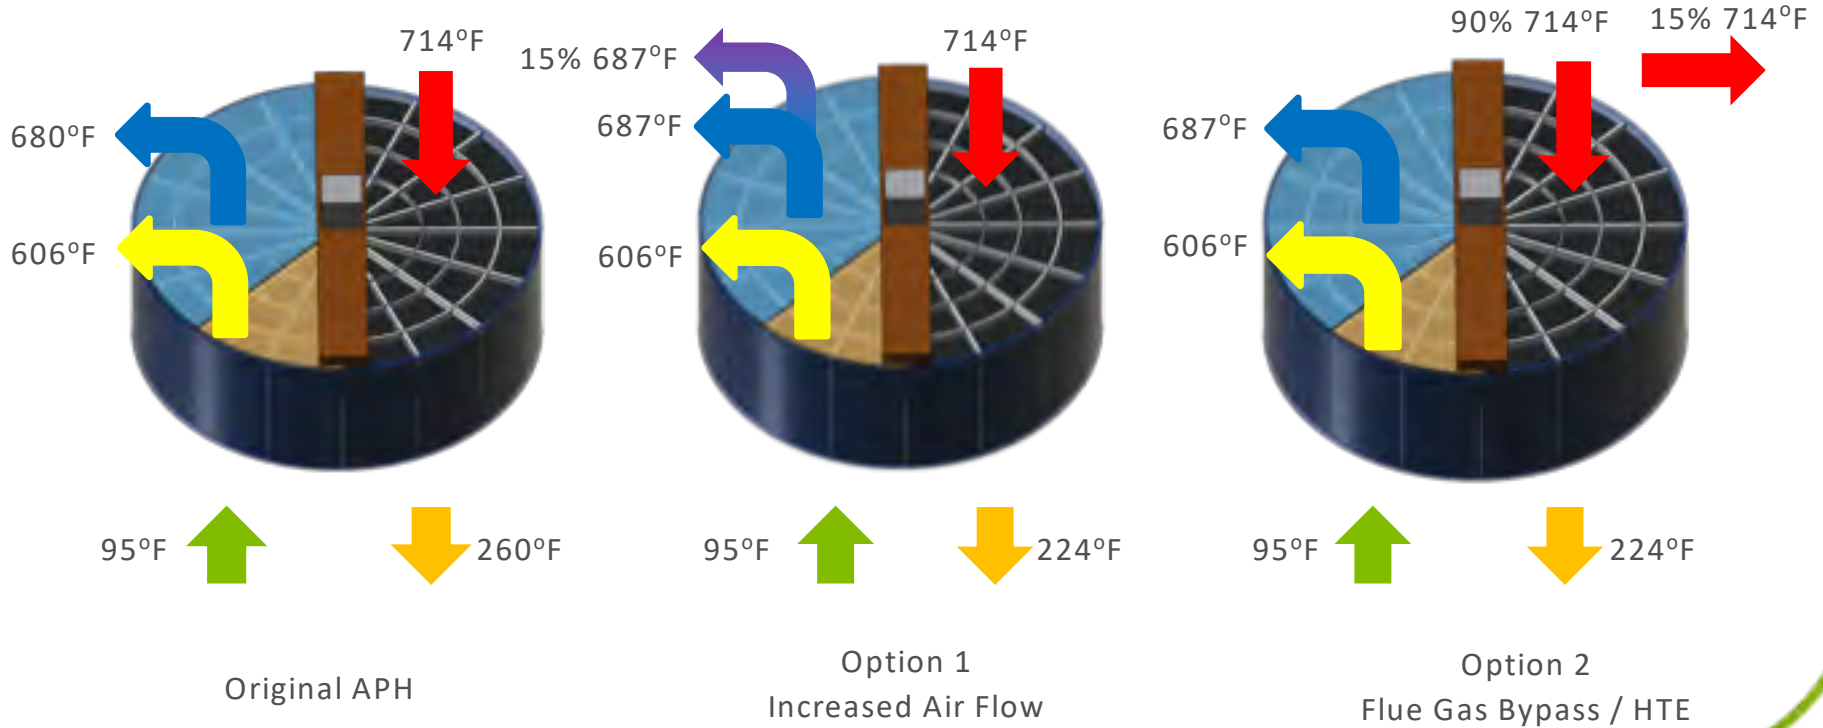 714°F
680°F
606°F
95°F
260°F
Original APH
15% 687°F
714°F
687°F
606°F
95°F
224°F
Option 1
Increased Air Flow
90% 714°F
15% 714°F
687°F
606°F
95°F
224°F
Option 2
Flue Gas Bypass / HTE